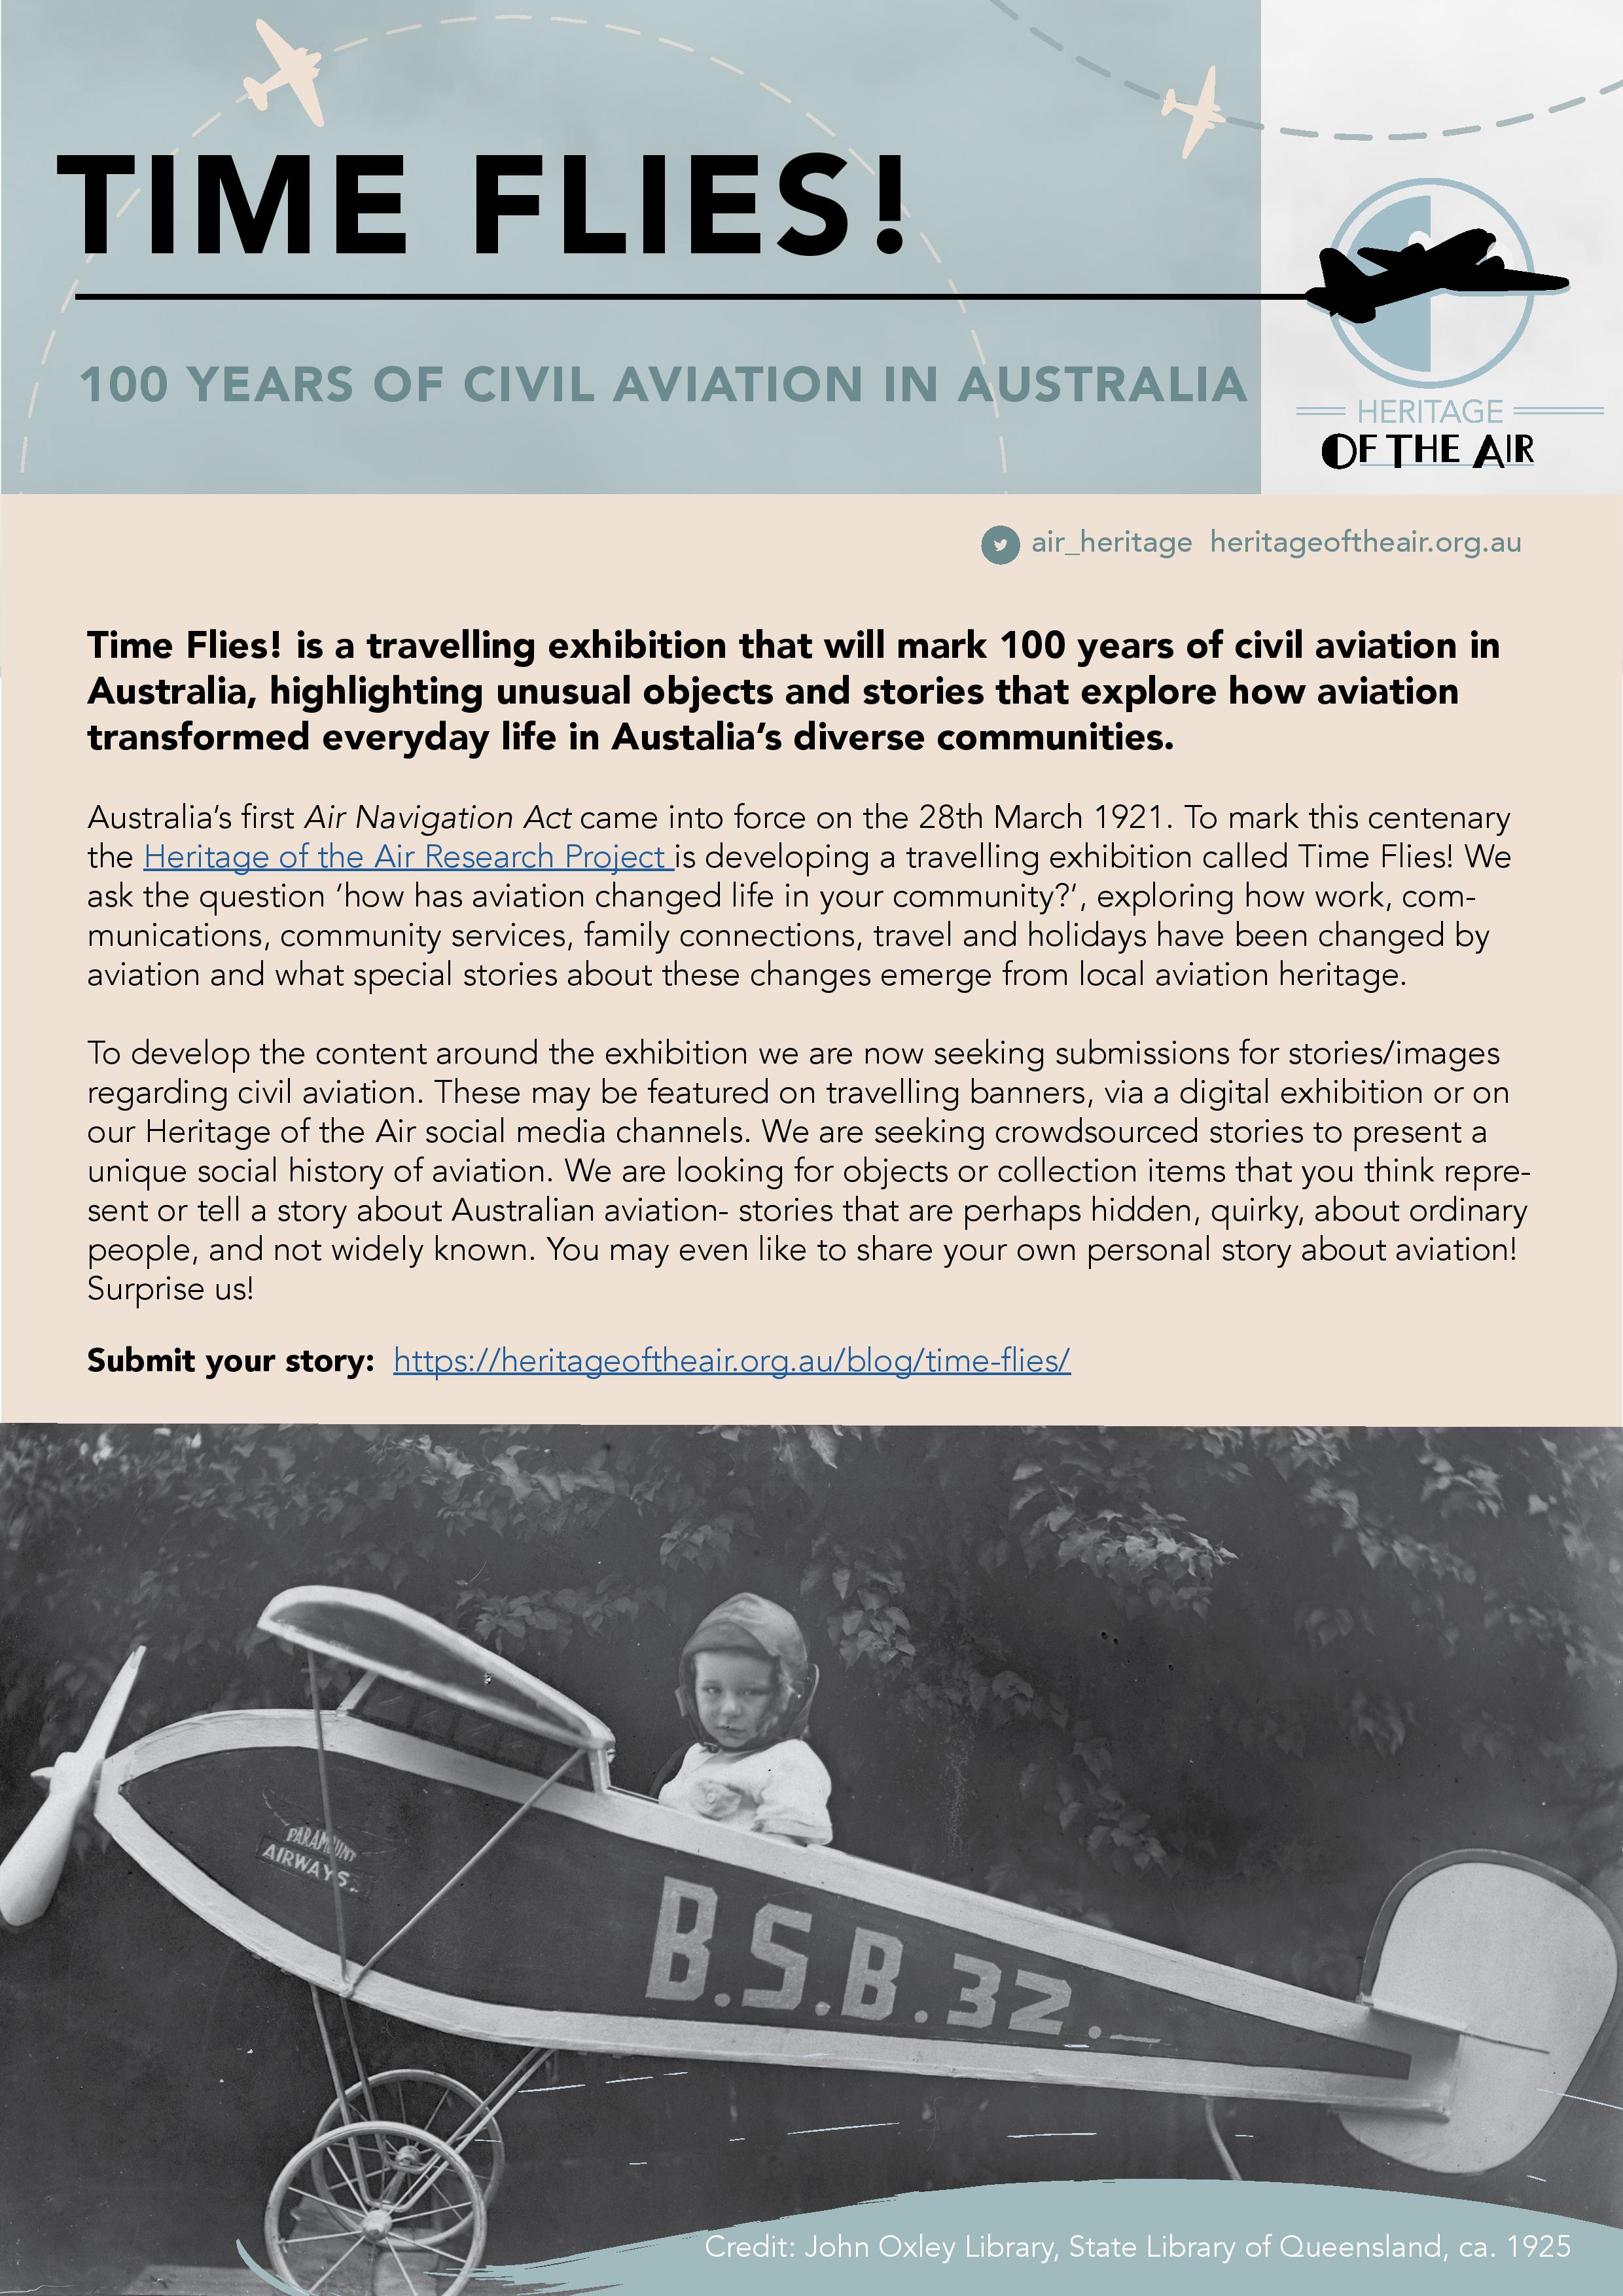 TIME FLIES!
100 YEARS OF CIVIL AVIATION IN AUSTRALIA
HERITAGE
OF THE AIR
air_heritage heritageoftheair.org.au
Time Flies! is a travelling exhibition that will mark 100 years of civil aviation in
Australia, highlighting unusual objects and stories that explore how aviation
transformed everyday life in Austalia's diverse communities.
Australia's first Air Navigation Act came into force on the 28th March 1921. To mark this centenary
the Heritage of the Air Research Project is developing a travelling exhibition called Time Flies! We
ask the question 'how has aviation changed life in your community?', exploring how work, com-
munications, community services, family connections, travel and holidays have been changed by
aviation and what special stories about these changes emerge from local aviation heritage.
To develop the content around the exhibition we are now seeking submissions for stories/images
regarding civil aviation. These may be featured on travelling banners, via a digital exhibition or on
our Heritage of the Air social media channels. We are seeking crowdsourced stories to present a
unique social history of aviation. We are looking for objects or collection items that you think repre-
sent or tell a story about Australian aviation- stories that are perhaps hidden, quirky, about ordinary
people, and not widely known. You may even like to share your own personal story about aviation!
Surprise us!
Submit your story: https://heritageoftheair.org.au/blog/time-flies/
PARAMOUNT
AIRWAYS.
B.S.B.32.
Credit: John Oxley Library, State Library of Queensland, ca. 1925